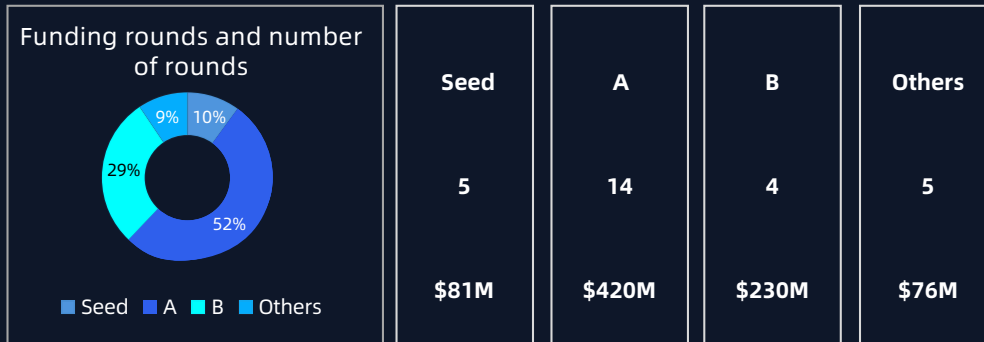 Funding rounds and number
of rounds
9%
10%
29%
52%
Seed
A
B
Others
Seed
5
$81M
A
14
$420M
B
4
$230M
Others
5
$76M